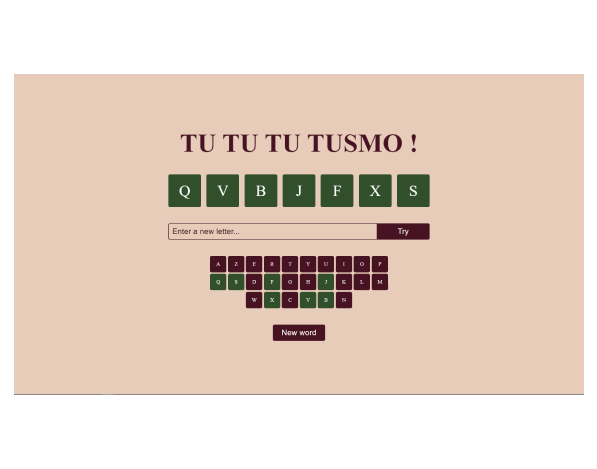 TU TU TU TUSMO !
Q V B J F X S
Enter a new letter... Try
A Z E R T Y U I O P
Q S D F G H J K L M
W X C V B N
New word